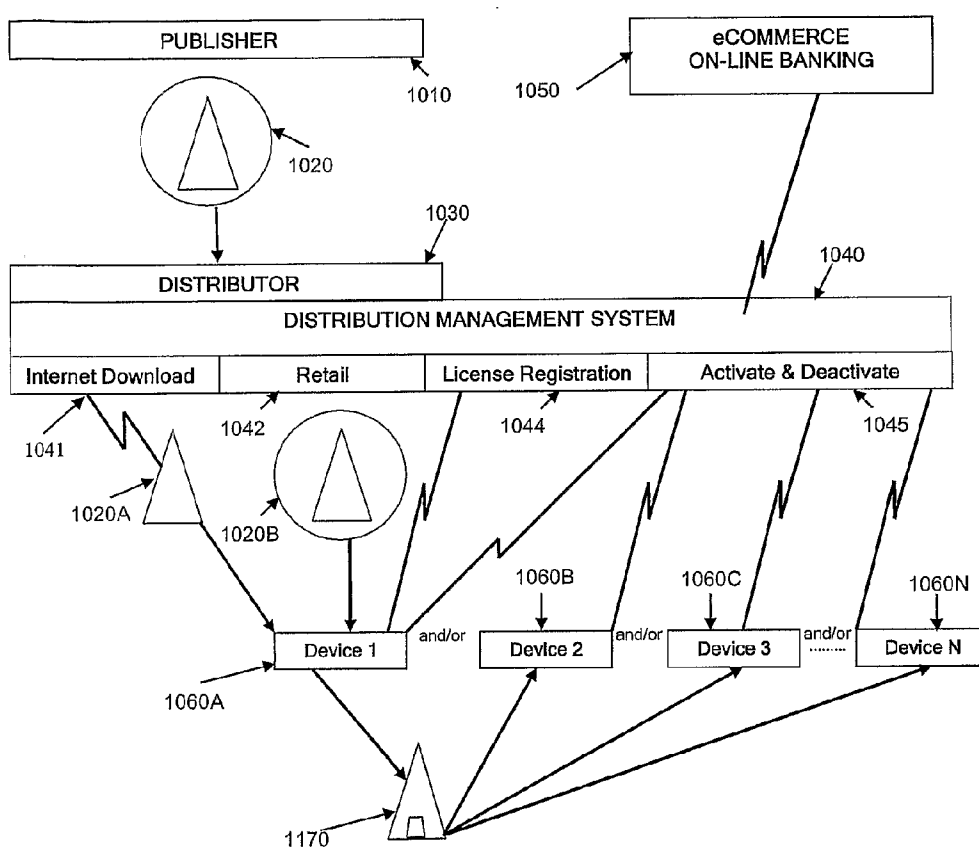 PUBLISHER
1010
eCOMMERCE
ON-LINE BANKING
1050
1020
1030
DISTRIBUTOR
1040
DISTRIBUTION MANAGEMENT SYSTEM
Internet Download
Retail
License Registration
Activate & Deactivate
1041
1042
1044
1045
1020A
1020B
1060B
1060C
1060N
Device 1
and/or
Device 2
and/or
Device 3
and/or
........
Device N
1060A
1170